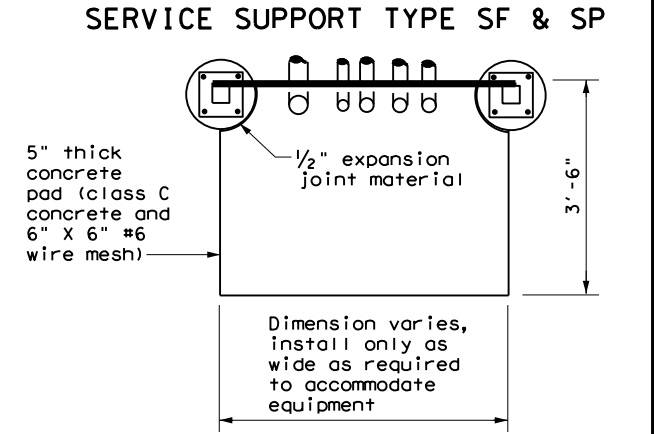 SERVICE SUPPORT TYPE SF & SP
5" thick
concrete
pad (class C
concrete and
6" X 6" #6
wire mesh)
1/2" expansion
joint material
3'-6"
Dimension varies,
install only as
wide as required
to accommodate
equipment